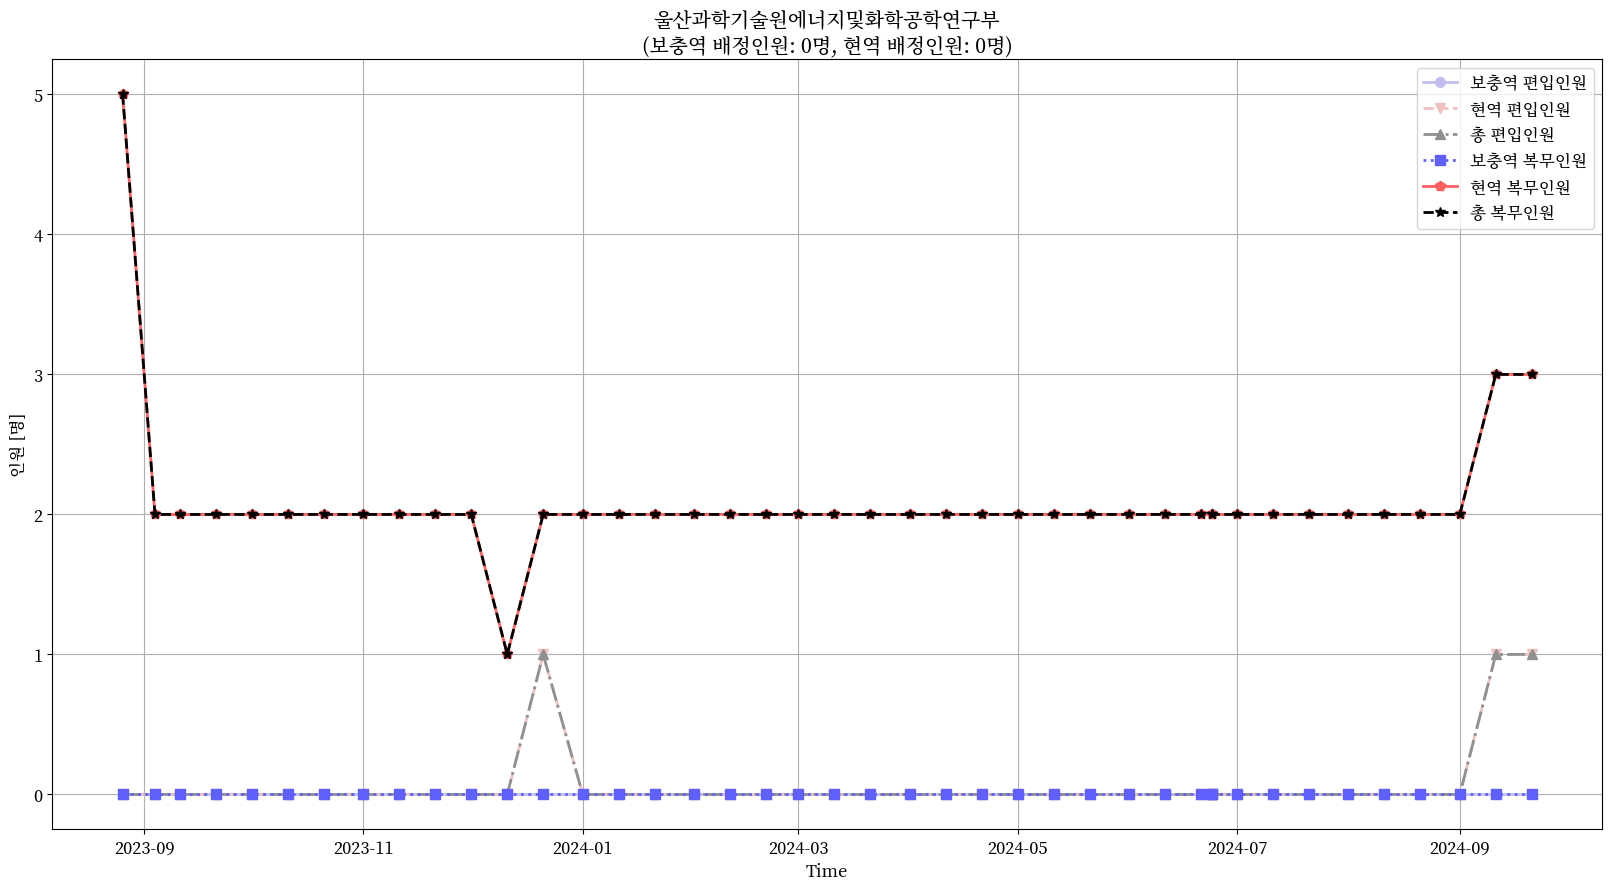 울산과학기술원에너지및화학공학연구부
(보충역 배정인원: 0명, 현역 배정인원: 0명)
보충역 편입인원
현역 편입인원
총 편입인원
보충역 복무인원
현역 복무인원
총 복무인원
5
4
3
2
1
0
인원 [명]
2023-09 2023-11 2024-01 2024-03 2024-05 2024-07 2024-09
Time